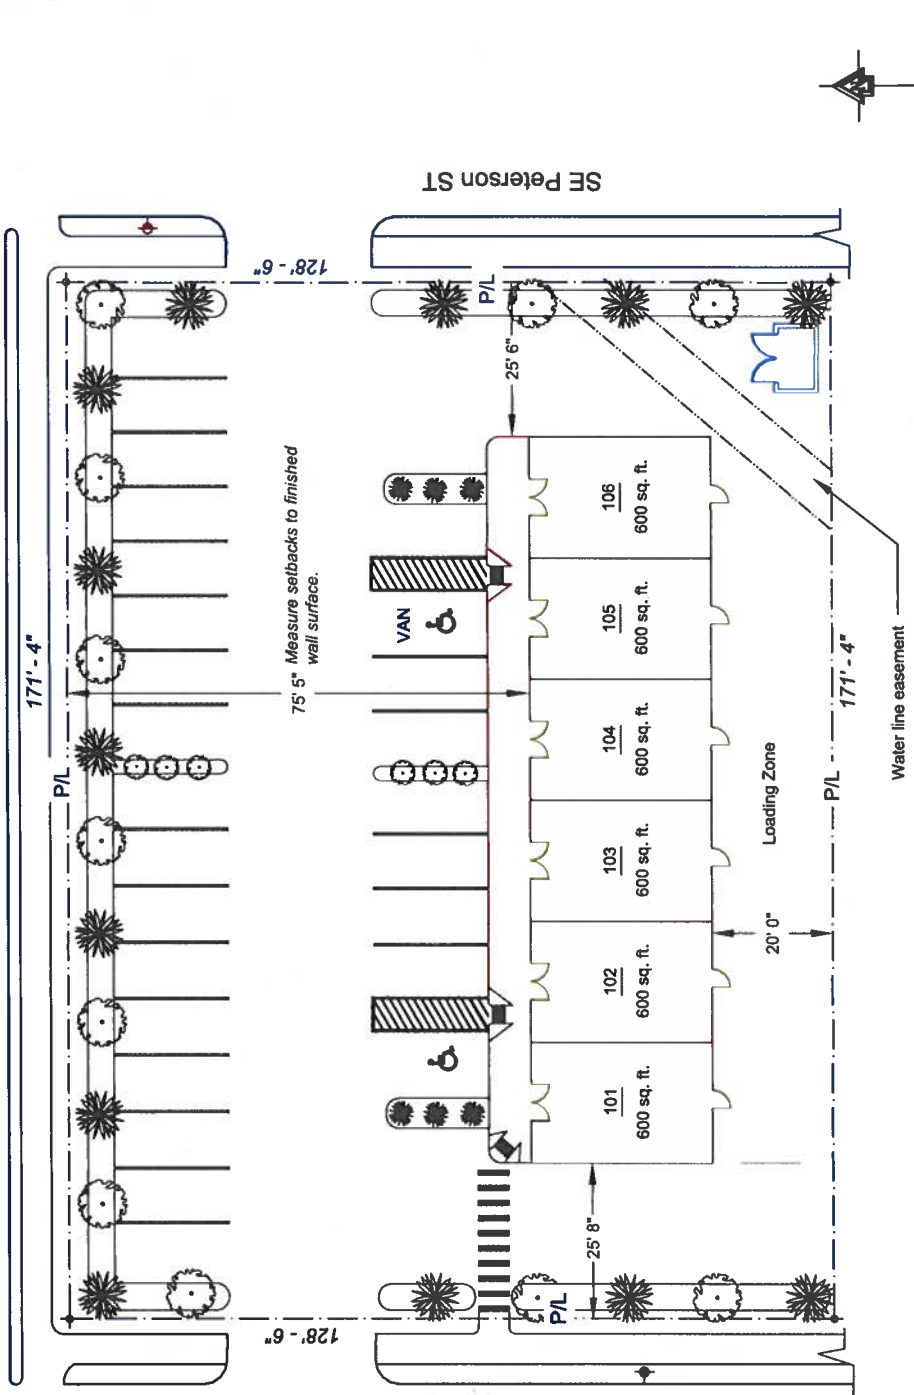 SE Peterson ST
128' - 6"
171' - 4"
P/L
P/L
25' 6"
75' 5" Measure setbacks to finished
wall surface.
VAN
106
600 sq. ft.
105
600 sq. ft.
104
600 sq. ft.
103
600 sq. ft.
102
600 sq. ft.
101
600 sq. ft.
Loading Zone
20' 0"
P/L
171' - 4"
Water line easement
25' 8"
P/L
128' - 6"